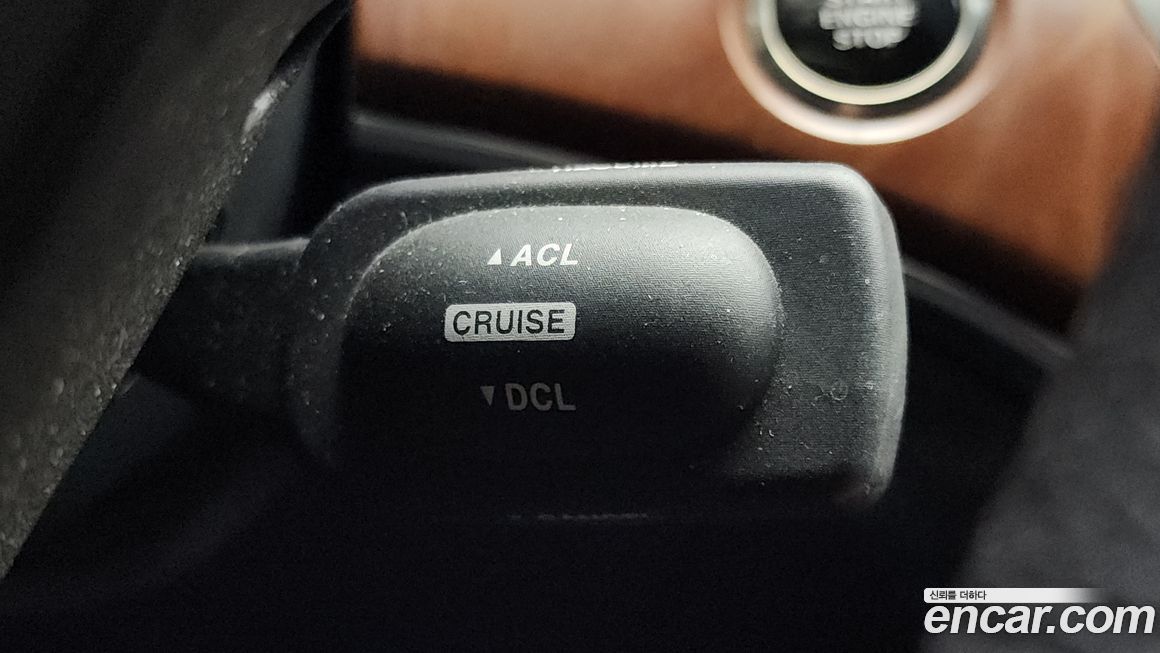 ENGINE
STOP
▲ ACL
CRUISE
▼ DCL
신뢰를 더하다
encar.com